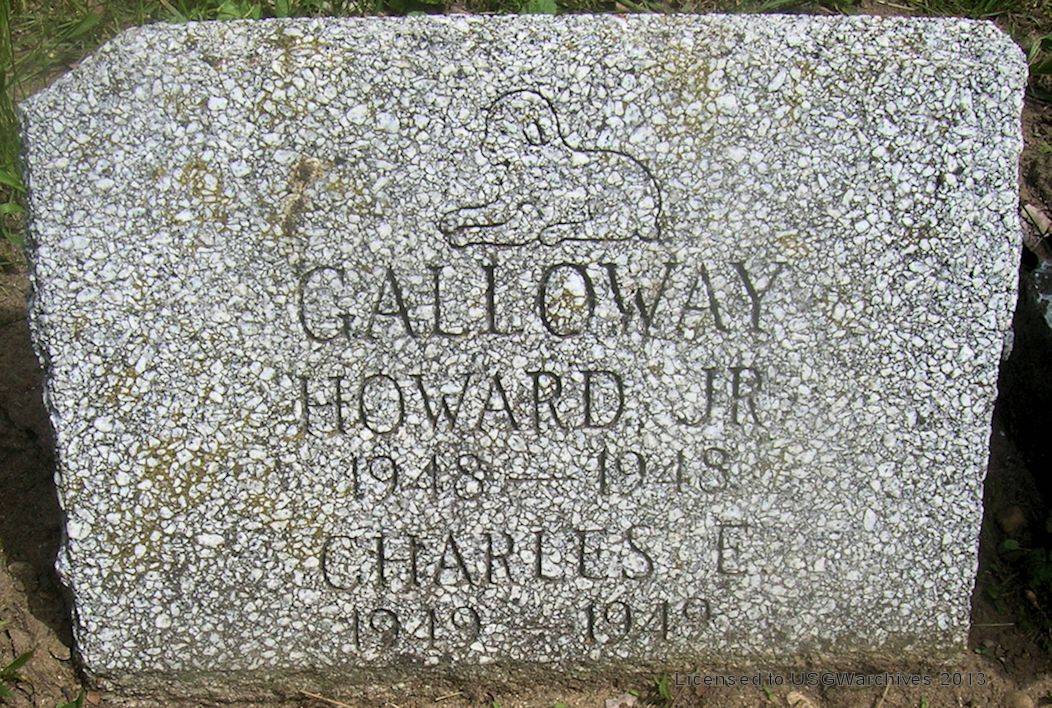 GALLOWAY
HOWARD JR
1948 — 1948
CHARLES E
1949 — 1949
Licensed to USGWarchives 2013